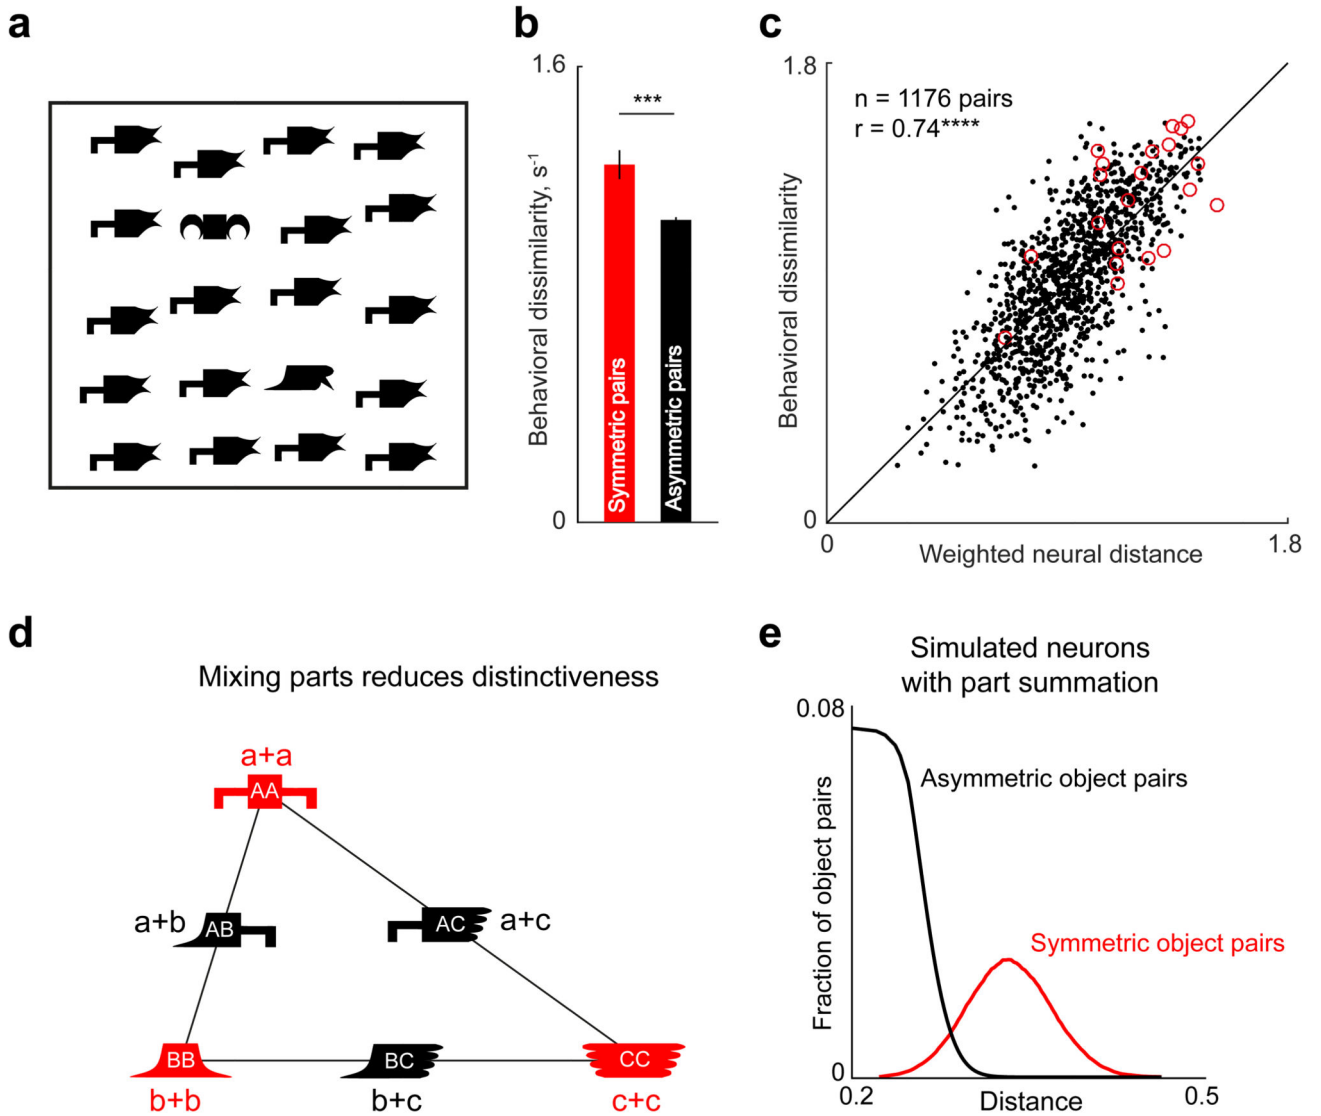 a
b
1.6
***
Behavioral dissimilarity, s-1
Symmetric pairs
Asymmetric pairs
0
c
1.8
n = 1176 pairs
r = 0.74****
Behavioral dissimilarity
0
0
Weighted neural distance
1.8
d
Mixing parts reduces distinctiveness
a+a
AA
a+b
AB
AC
a+c
BB
BC
CC
b+b
b+c
c+c
e
Simulated neurons
with part summation
0.08
Asymmetric object pairs
Symmetric object pairs
Fraction of object pairs
0
0.2
Distance
0.5